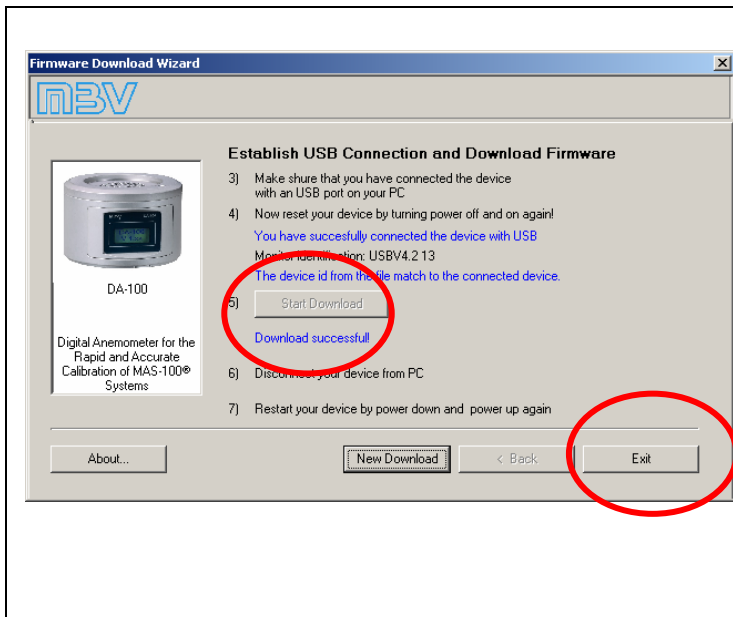 Firmware Download Wizard
MBV
Establish USB Connection and Download Firmware
3) Make shure that you have connected the device
with an USB port on your PC
4) Now reset your device by turning power off and on again!
You have succesfully connected the device with USB
Monitor Identification: USBV4.2 13
The device id from the file match to the connected device.
DA-100
5) Start Download
Download successful!
Digital Anemometer for the
Rapid and Accurate
Calibration of MAS-100®
Systems
6) Disconnect your device from PC
7) Restart your device by power down and power up again
About...
New Download
< Back
Exit